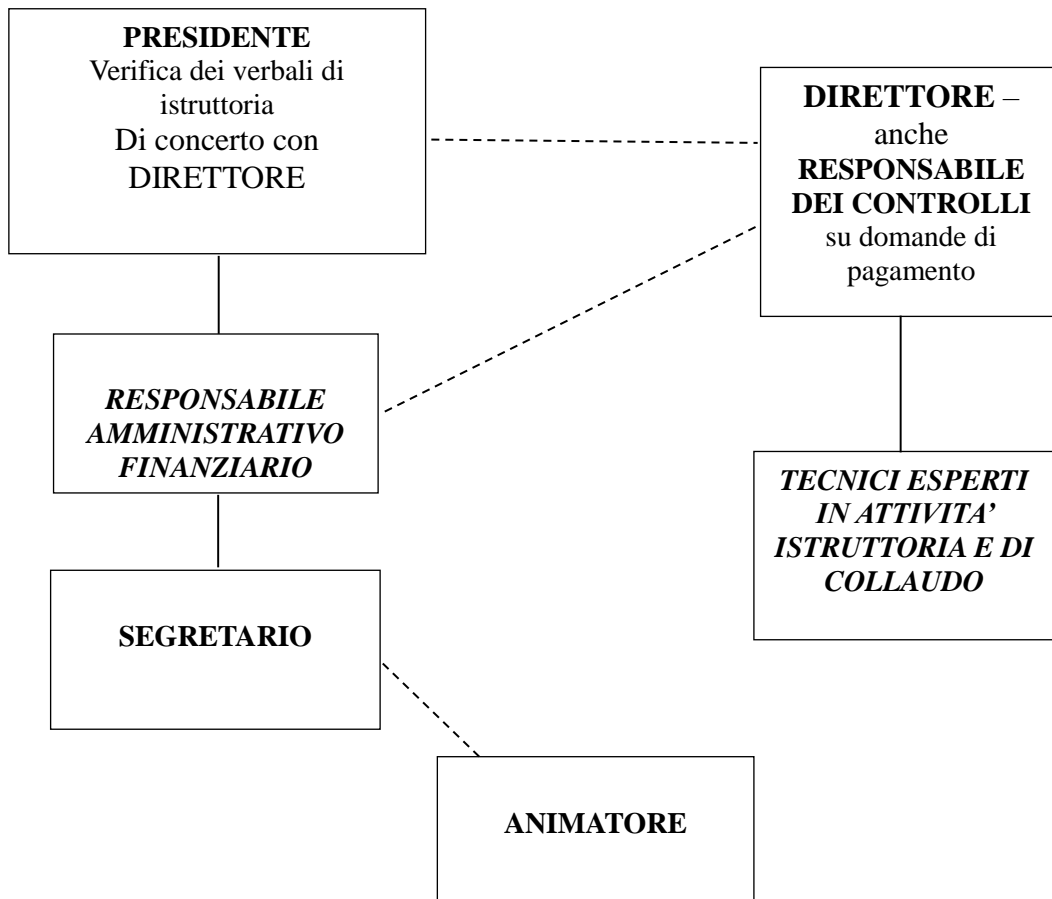 PRESIDENTE
Verifica dei verbali di
istruttoria
Di concerto con
DIRETTORE
DIRETTORE –
anche
RESPONSABILE
DEI CONTROLLI
su domande di
pagamento
RESPONSABILE
AMMINISTRATIVO
FINANZIARIO
TECNICI ESPERTI
IN ATTIVITA’
ISTRUTTORIA E DI
COLLAUDO
SEGRETARIO
ANIMATORE